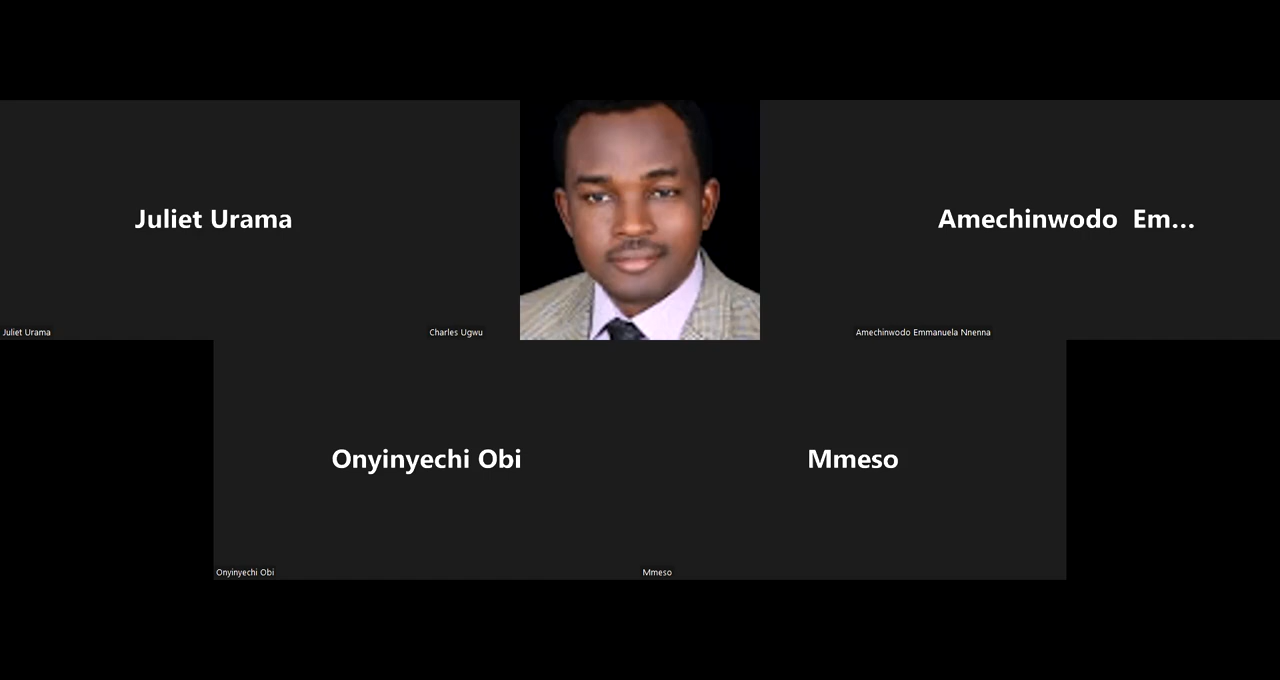 Juliet Urama
Amechinwodo  Em...
Juliet Urama
Charles Ugwu
Amechinwodo Emmanuela Nnenna
Onyinyechi Obi
Mmeso
Onyinyechi Obi
Mmeso